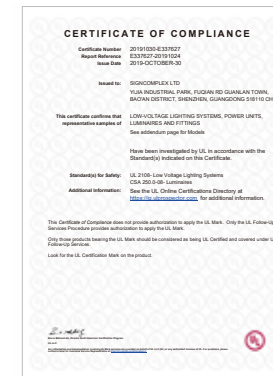 CERTIFICATE OF COMPLIANCE
Certificate Number 20191030-E337627
Report Reference E337627-20191024
Issue Date 2019-OCTOBER-30
Issued to: SIGNCOMPLEX LTD
YIJIA INDUSTRIAL PARK, FUQIAN RD GUANLAN TOWN,
BAOAN DISTRICT, SHENZHEN, GUANGDONG 518110 CH
This certificate confirms that LOW-VOLTAGE LIGHTING SYSTEMS, POWER UNITS,
representative samples of LUMINAIRES AND FITTINGS
See addendum page for Models
Have been investigated by UL in accordance with the
Standard(s) indicated on this Certificate.
Standard(s) for Safety: UL 2108- Low Voltage Lighting Systems
CSA 250.0-08- Luminaires
Additional Information: See the UL Online Certifications Directory at
https://iq.ulprospector.com for additional information.
This Certificate of Compliance does not provide authorization to apply the UL Mark. Only the UL Follow-Up
Services Procedure provides authorization to apply the UL Mark.
Only those products bearing the UL Mark should be considered as being UL Certified and covered under U
Follow-Up Services.
Look for the UL Certification Mark on the product.
UL